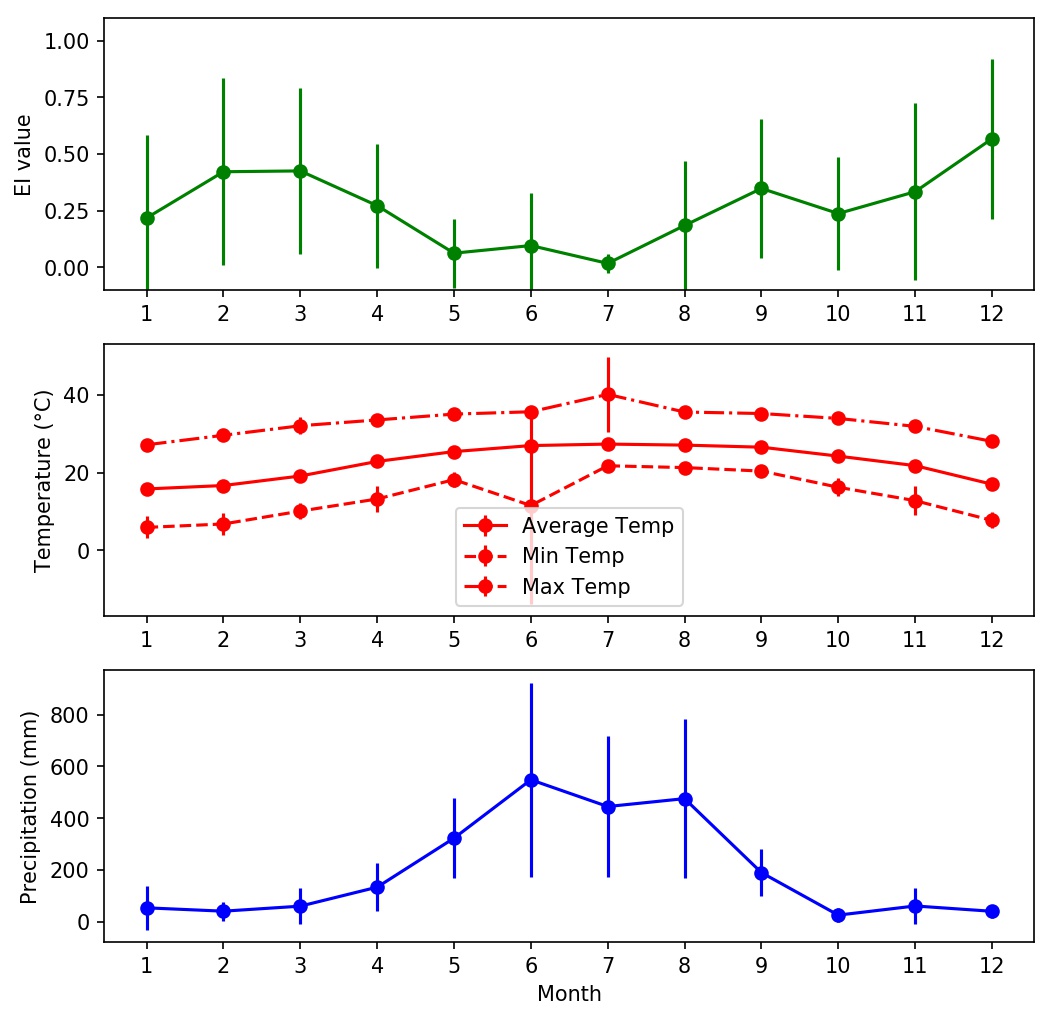 1.00
0.75
0.50
0.25
0.00
EI value
1 2 3 4 5 6 7 8 9 10 11 12
40
20
0
Temperature (°C)
Average Temp
Min Temp
Max Temp
1 2 3 4 5 6 7 8 9 10 11 12
800
600
400
200
0
Precipitation (mm)
1 2 3 4 5 6 7 8 9 10 11 12
Month